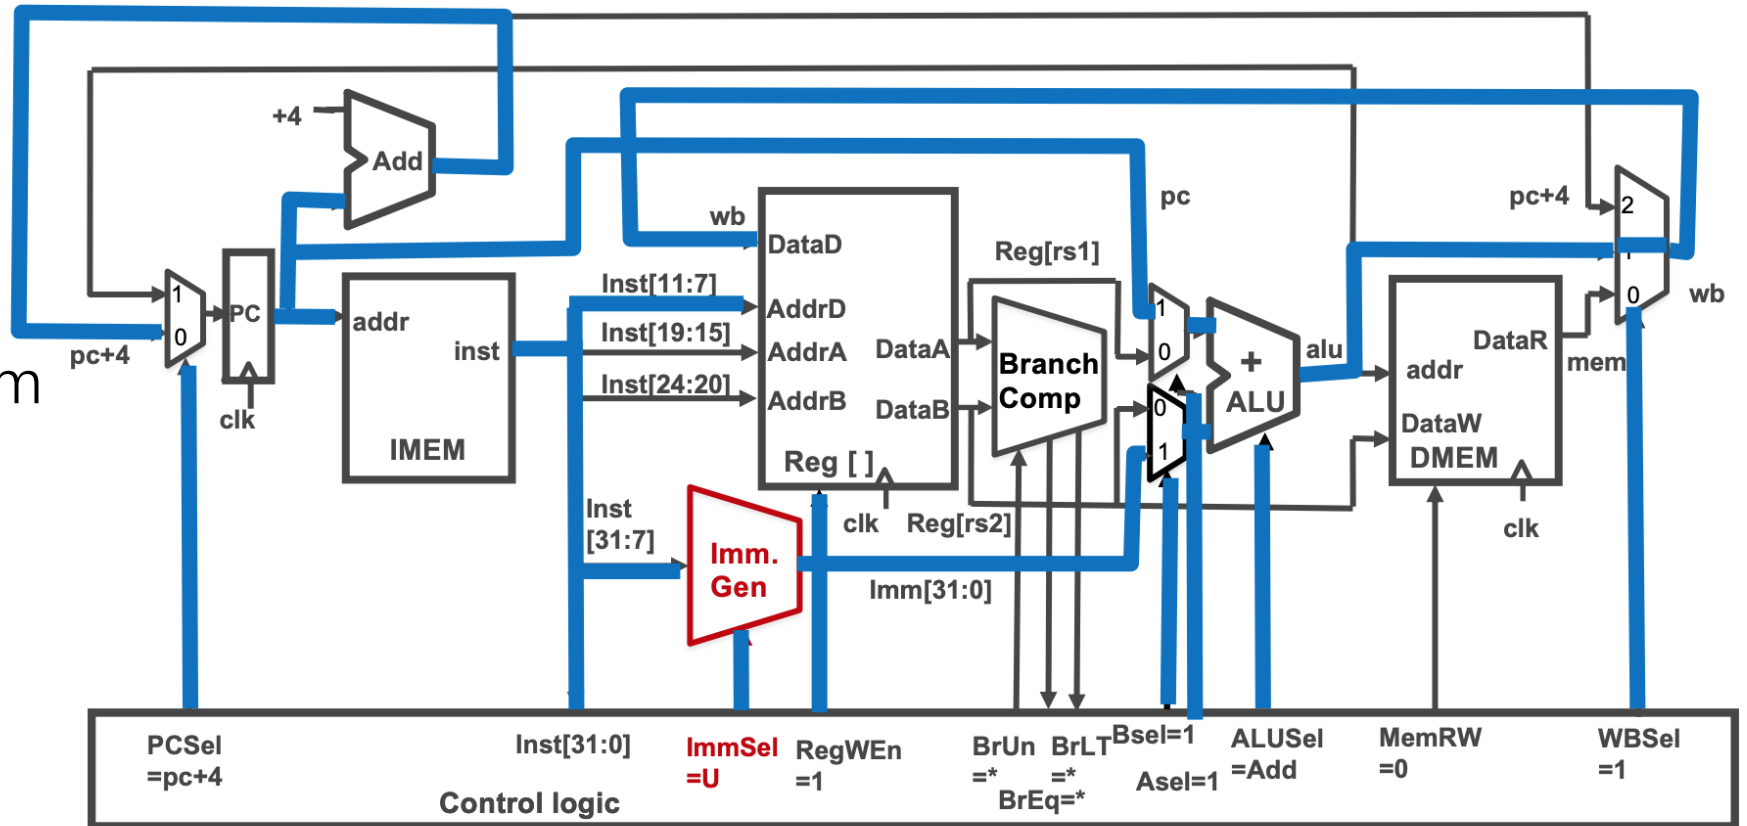 +4
Add
pc
pc+4
2
1
0
wb
wb
DataD
Reg[rs1]
Inst[11:7]
AddrD
1
0
pc+4
PC
clk
addr
inst
IMEM
Inst[19:15]
AddrA
Inst[24:20]
AddrB
DataA
DataB
Reg [ ]
clk
Branch
Comp
1
0
0
1
+
ALU
alu
addr
DataR
DataW
DMEM
clk
mem
m
Inst
[31:7]
Imm.
Gen
Reg[rs2]
Imm[31:0]
PCSel
=pc+4
Inst[31:0]
ImmSel
=U
RegWEn
=1
BrUn
=*
BrLT
=*
BrEq=*
Bsel=1
Asel=1
ALUSel
=Add
MemRW
=0
WBSel
=1
Control logic